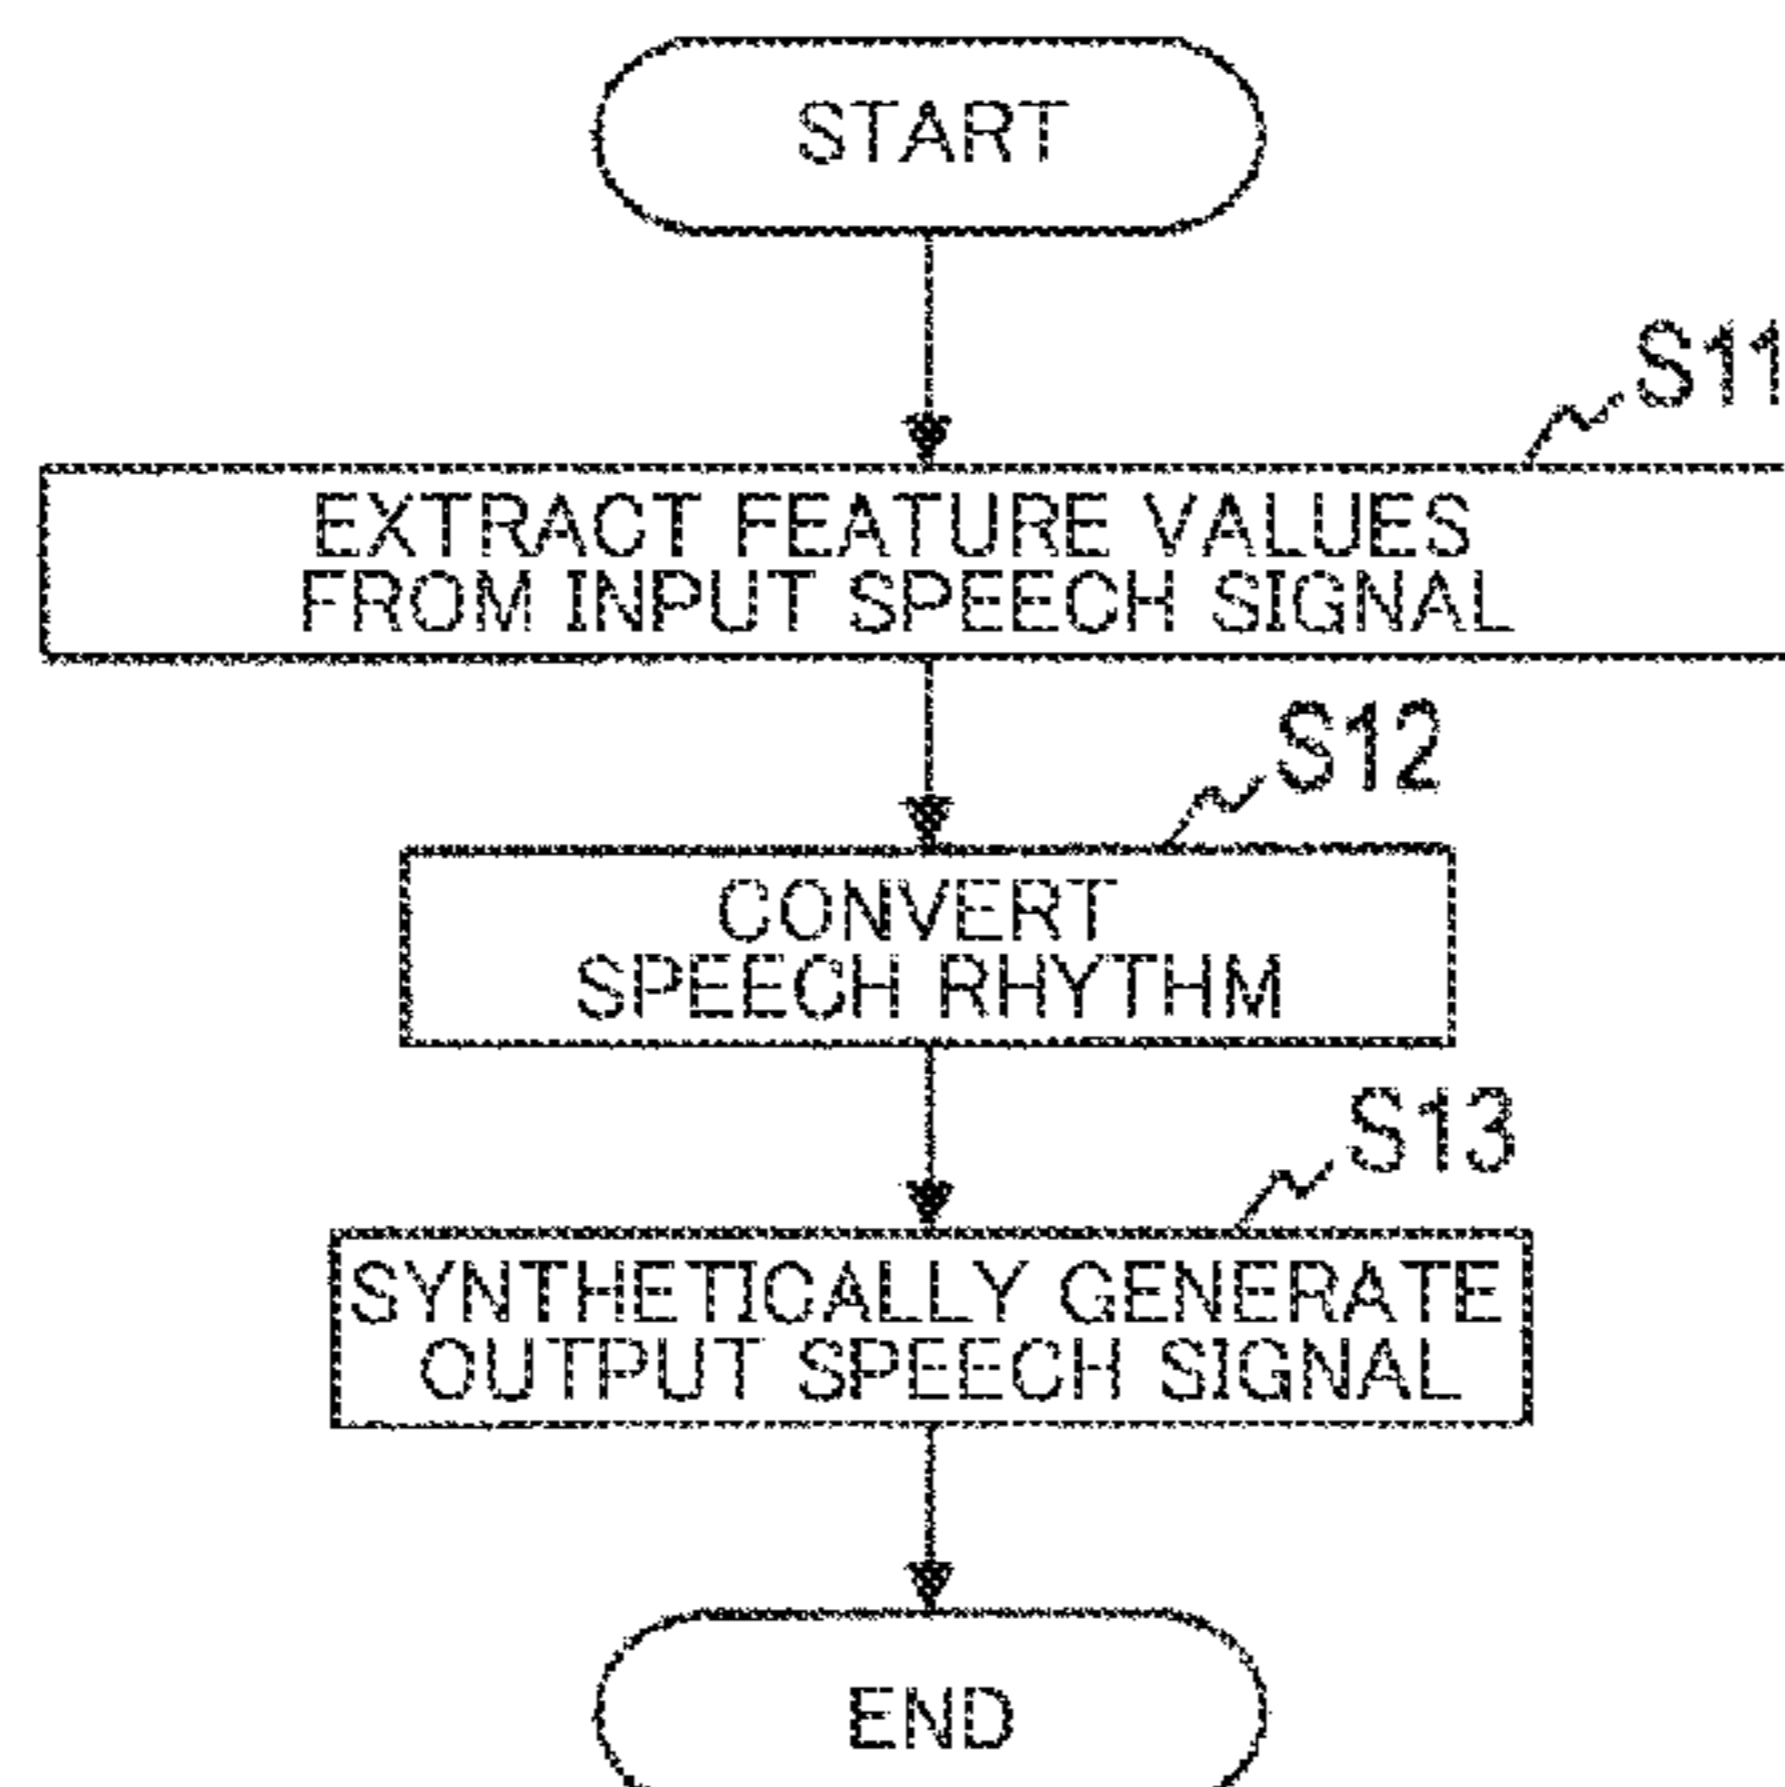 START
S11
EXTRACT FEATURE VALUES
FROM INPUT SPEECH SIGNAL
S12
CONVERT
SPEECH RHYTHM
S13
SYNTHETICALLY GENERATE
OUTPUT SPEECH SIGNAL
END